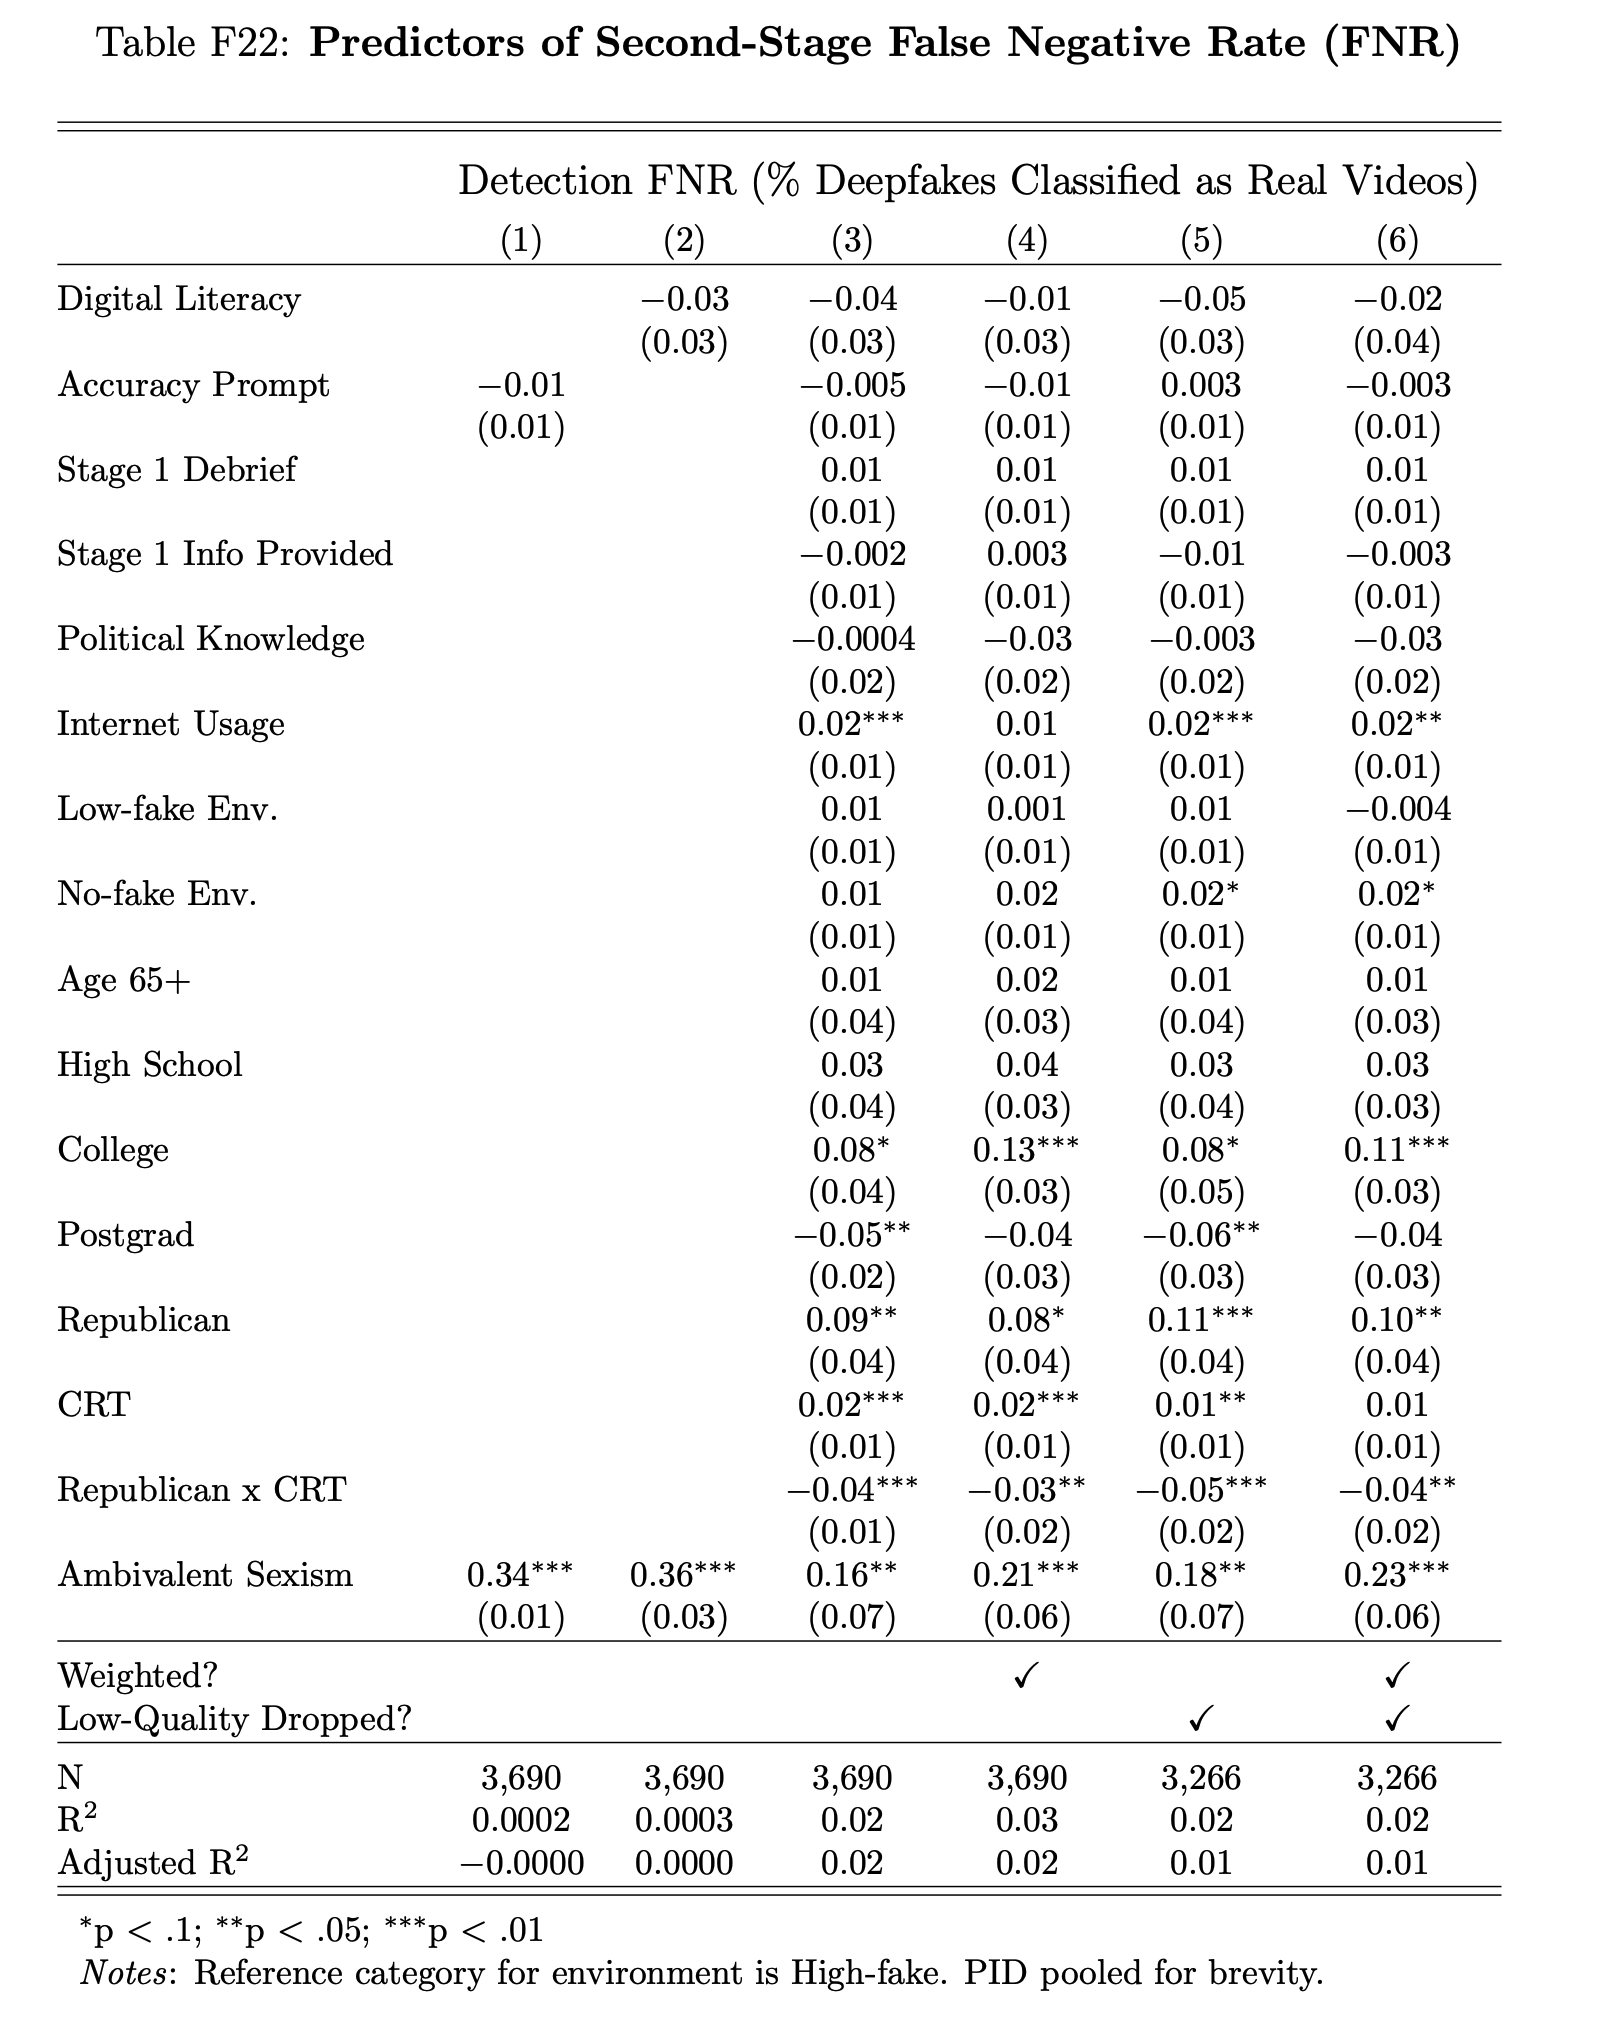 Table F22: Predictors of Second-Stage False Negative Rate (FNR)
Detection FNR (% Deepfakes Classified as Real Videos)
(1) (2) (3) (4) (5) (6)
Digital Literacy −0.03 −0.04 −0.01 −0.05 −0.02
(0.03) (0.03) (0.03) (0.03) (0.04)
Accuracy Prompt −0.01 −0.005 −0.01 0.003 −0.003
(0.01) (0.01) (0.01) (0.01) (0.01)
Stage 1 Debrief 0.01 0.01 0.01 0.01
(0.01) (0.01) (0.01) (0.01)
Stage 1 Info Provided −0.002 0.003 −0.01 −0.003
(0.01) (0.01) (0.01) (0.01)
Political Knowledge −0.0004 −0.03 −0.003 −0.03
(0.02) (0.02) (0.02) (0.02)
Internet Usage 0.02*** 0.01 0.02*** 0.02**
(0.01) (0.01) (0.01) (0.01)
Low-fake Env. 0.01 0.001 0.01 −0.004
(0.01) (0.01) (0.01) (0.01)
No-fake Env. 0.01 0.02 0.02* 0.02*
(0.01) (0.01) (0.01) (0.01)
Age 65+ 0.01 0.02 0.01 0.01
(0.04) (0.03) (0.04) (0.03)
High School 0.03 0.04 0.03 0.03
(0.04) (0.03) (0.04) (0.03)
College 0.08* 0.13*** 0.08* 0.11***
(0.04) (0.03) (0.05) (0.03)
Postgrad −0.05** −0.04 −0.06** −0.04
(0.02) (0.03) (0.03) (0.03)
Republican 0.09** 0.08* 0.11*** 0.10**
(0.04) (0.04) (0.04) (0.04)
CRT 0.02*** 0.02*** 0.01** 0.01
(0.01) (0.01) (0.01) (0.01)
Republican x CRT −0.04*** −0.03** −0.05*** −0.04**
(0.01) (0.02) (0.02) (0.02)
Ambivalent Sexism 0.34*** 0.36*** 0.16** 0.21*** 0.18** 0.23***
(0.01) (0.03) (0.07) (0.06) (0.07) (0.06)
Weighted? ✓ ✓
Low-Quality Dropped? ✓ ✓
N 3,690 3,690 3,690 3,690 3,266 3,266
R² 0.0002 0.0003 0.02 0.03 0.02 0.02
Adjusted R² −0.0000 0.0000 0.02 0.02 0.01 0.01
*p < .1; **p < .05; ***p < .01
Notes: Reference category for environment is High-fake. PID pooled for brevity.